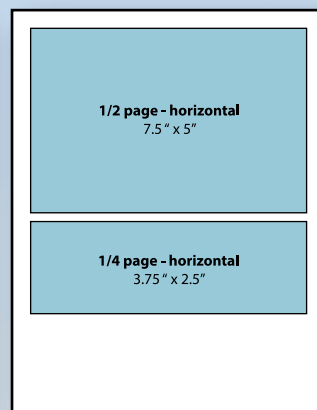 1/2 page - horizontal
7.5" x 5"
1/4 page - horizontal
3.75" x 2.5"